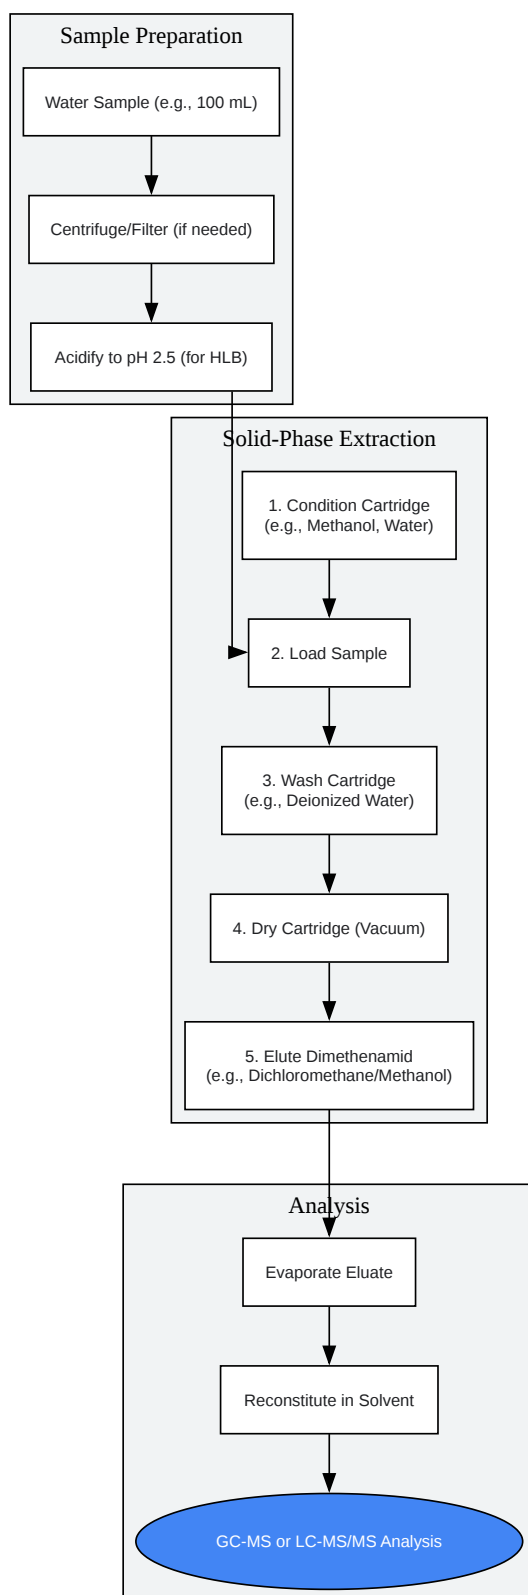 Sample Preparation
Water Sample (e.g., 100 mL)
Centrifuge/Filter (if needed)
Acidify to pH 2.5 (for HLB)
Solid-Phase Extraction
1. Condition Cartridge
(e.g., Methanol, Water)
2. Load Sample
3. Wash Cartridge
(e.g., Deionized Water)
4. Dry Cartridge (Vacuum)
5. Elute Dimethenamid
(e.g., Dichloromethane/Methanol)
Analysis
Evaporate Eluate
Reconstitute in Solvent
GC-MS or LC-MS/MS Analysis